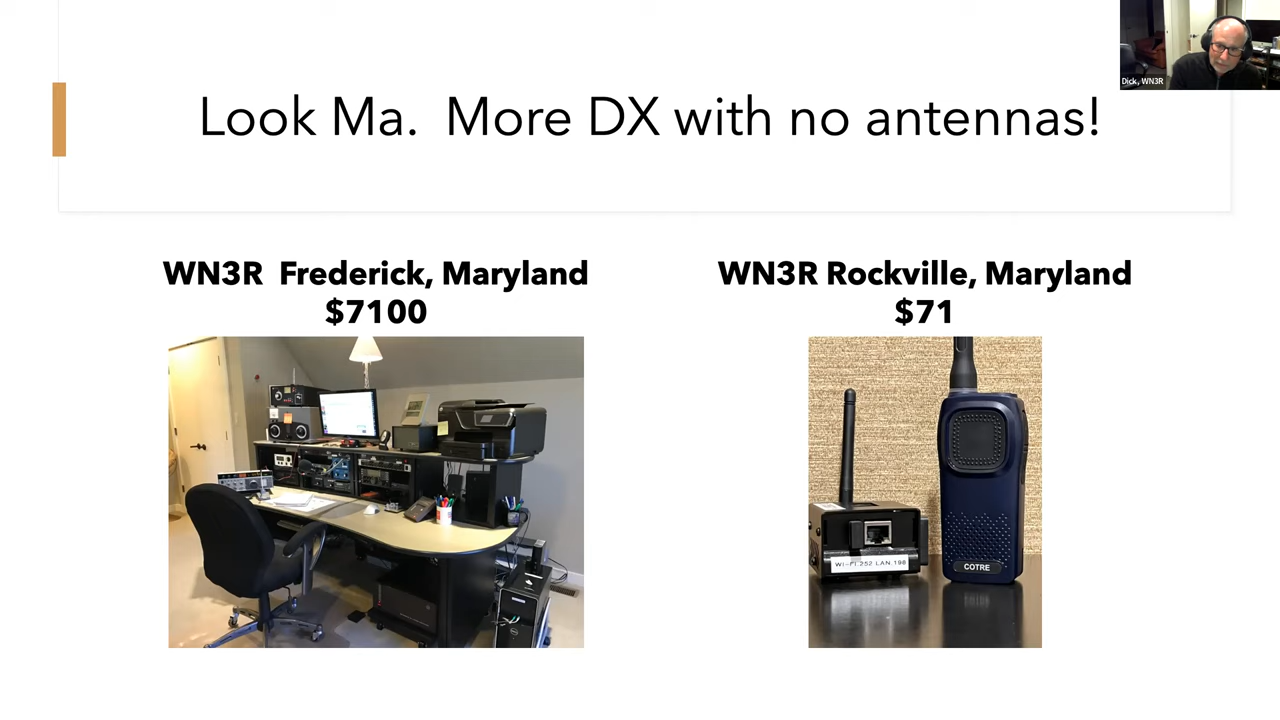 Dick, WN3R
Look Ma.  More DX with no antennas!
WN3R  Frederick, Maryland
$7100
WN3R Rockville, Maryland
$71
WI-FI.252 LAN.198
COTRE